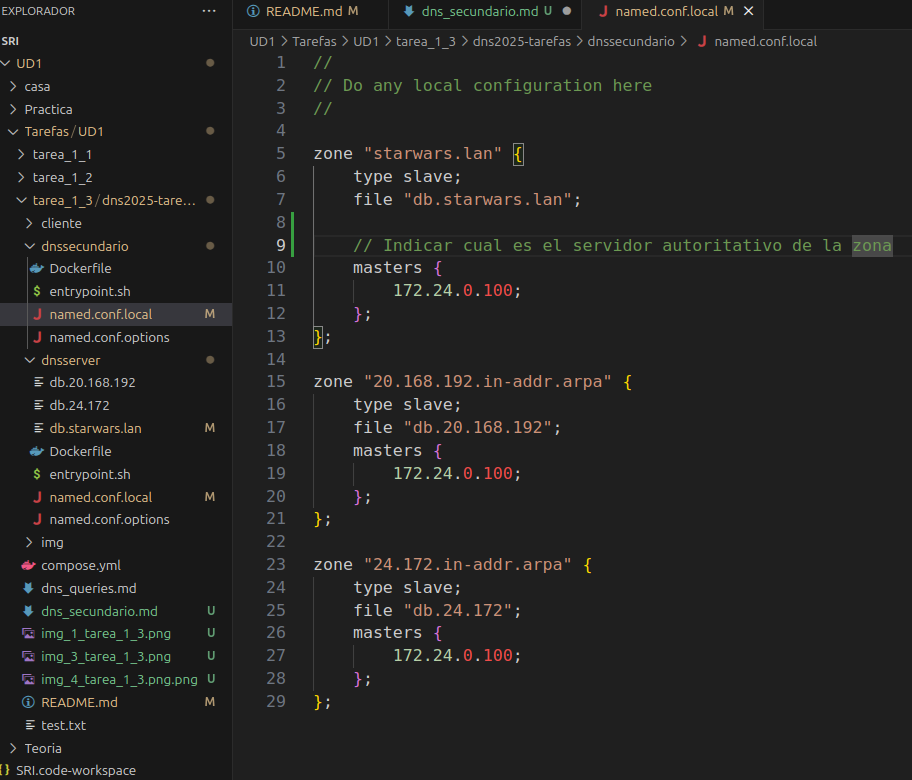 EXPLORADOR ···
SRI
UD1
casa
Practica
Tarefas / UD1
tarea_1_1
tarea_1_2
tarea_1_3 / dns2025-tare...
cliente
dnssecundario
Dockerfile
$ entrypoint.sh
named.conf.local M
named.conf.options
dnsserver
db.20.168.192
db.24.172
db.starwars.lan M
Dockerfile
$ entrypoint.sh
named.conf.local M
named.conf.options
img
compose.yml
dns_queries.md
dns_secundario.md U
img_1_tarea_1_3.png U
img_3_tarea_1_3.png U
img_4_tarea_1_3.png.png U
README.md M
test.txt
Teoria
{} SRI.code-workspace
README.md M
dns_secundario.md U ●
J named.conf.local M ×
UD1 > Tarefas > UD1 > tarea_1_3 > dns2025-tarefas > dnssecundario > J named.conf.local
1 //
2 // Do any local configuration here
3 //
4
5 zone "starwars.lan" {
6 type slave;
7 file "db.starwars.lan";
8
9 // Indicar cual es el servidor autoritativo de la zona
10 masters {
11 172.24.0.100;
12 };
13 };
14
15 zone "20.168.192.in-addr.arpa" {
16 type slave;
17 file "db.20.168.192";
18 masters {
19 172.24.0.100;
20 };
21 };
22
23 zone "24.172.in-addr.arpa" {
24 type slave;
25 file "db.24.172";
26 masters {
27 172.24.0.100;
28 };
29 };